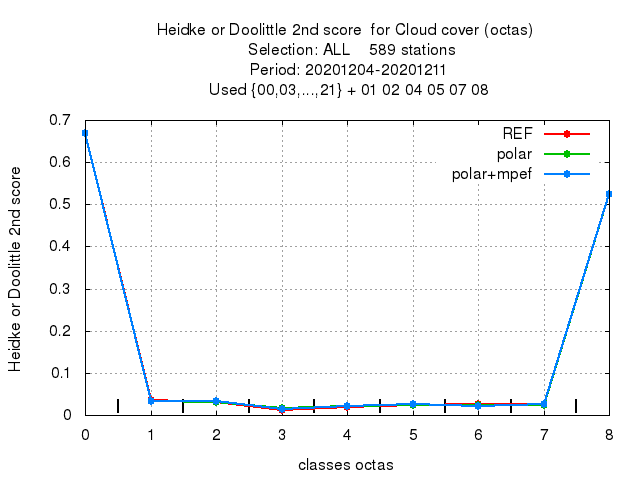 Heidke or Doolittle 2nd score  for Cloud cover (octas)
Selection: ALL    589 stations
Period: 20201204-20201211
Used {00,03,...,21} + 01 02 04 05 07 08
REF
polar
polar+mpef
Heidke or Doolittle 2nd score
0.7
0.6
0.5
0.4
0.3
0.2
0.1
0
0 1 2 3 4 5 6 7 8
classes octas